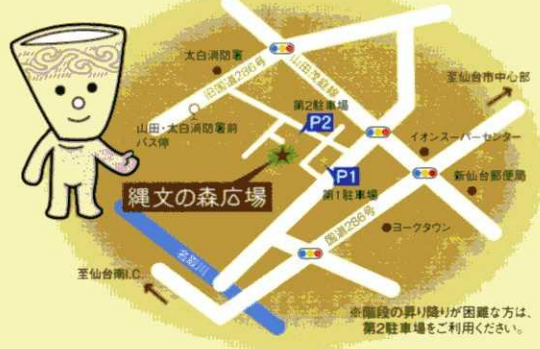 太白消防署
旧国道286号
山田茂庭線
至仙台市中心部
山田・太白消防署前
バス停
第2駐車場
P2
イオンスーパーセンター
P1
第1駐車場
新仙台郵便局
縄文の森広場
国道286号
ヨークタウン
名取川
至仙台南I.C.
※階段の昇り降りが困難な方は、
第2駐車場をご利用ください。